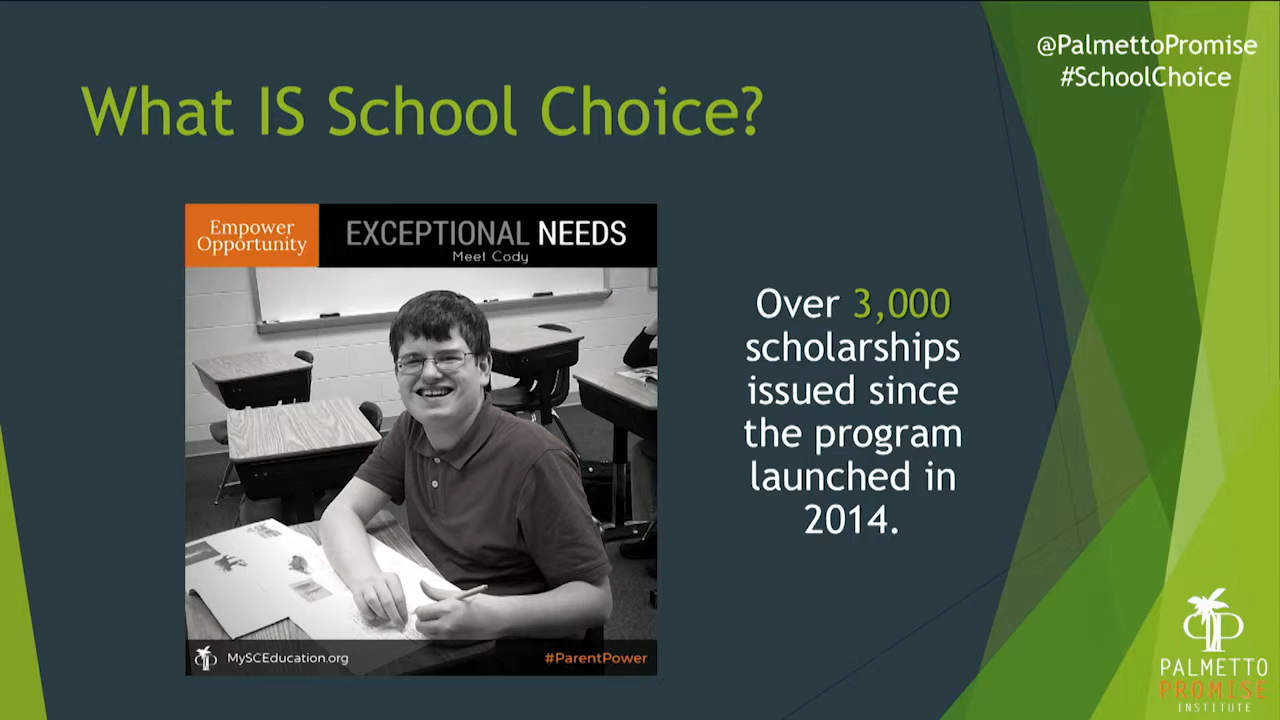 @PalmettoPromise
#SchoolChoice
What IS School Choice?
Empower
Opportunity
EXCEPTIONAL NEEDS
Meet Cody
Over 3,000
scholarships
issued since
the program
launched in
2014.
MySCEducation.org
#ParentPower
PALMETTO
PROMISE
INSTITUTE